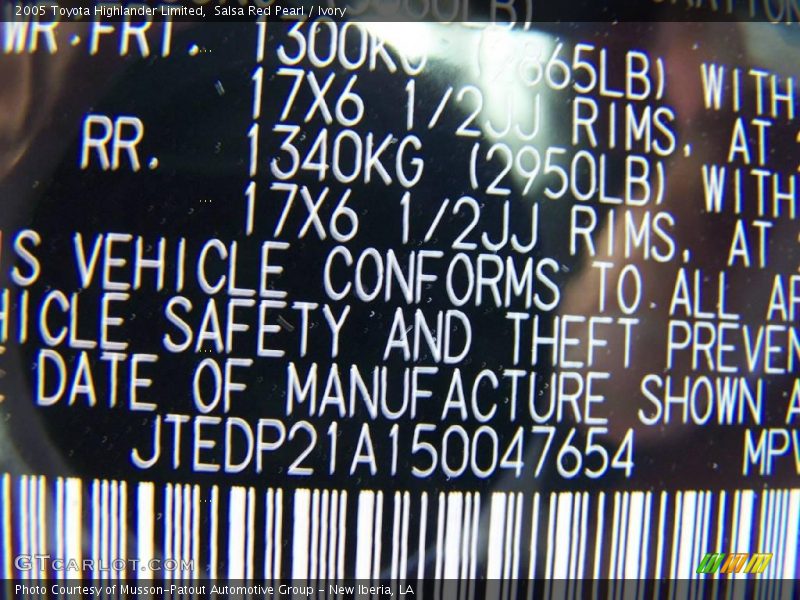 2005 Toyota Highlander Limited, Salsa Red Pearl / Ivory
WR.FRT. 1300KG (2865LB) WITH
17X6 1/2JJ RIMS, AT
RR. 1340KG (2950LB) WITH
17X6 1/2JJ RIMS, AT
IS VEHICLE CONFORMS TO ALL AP
HICLE SAFETY AND THEFT PREVEN
E DATE OF MANUFACTURE SHOWN A
JTEDP21A150047654 MPV
GTcarlot.com
Photo Courtesy of Musson-Patout Automotive Group - New Iberia, LA